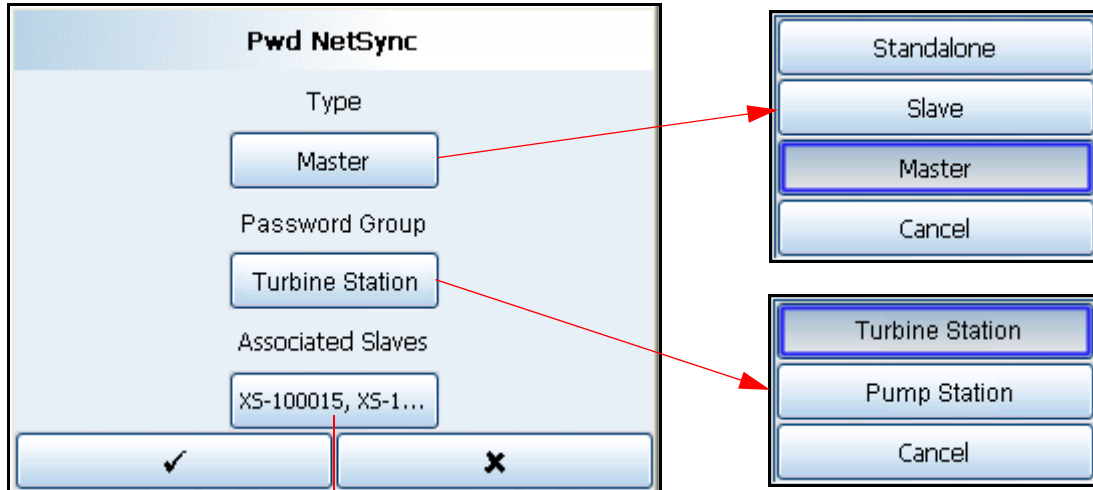 Pwd NetSync
Type
Master
Password Group
Turbine Station
Associated Slaves
XS-100015, XS-1...
Standalone
Slave
Master
Cancel
Turbine Station
Pump Station
Cancel